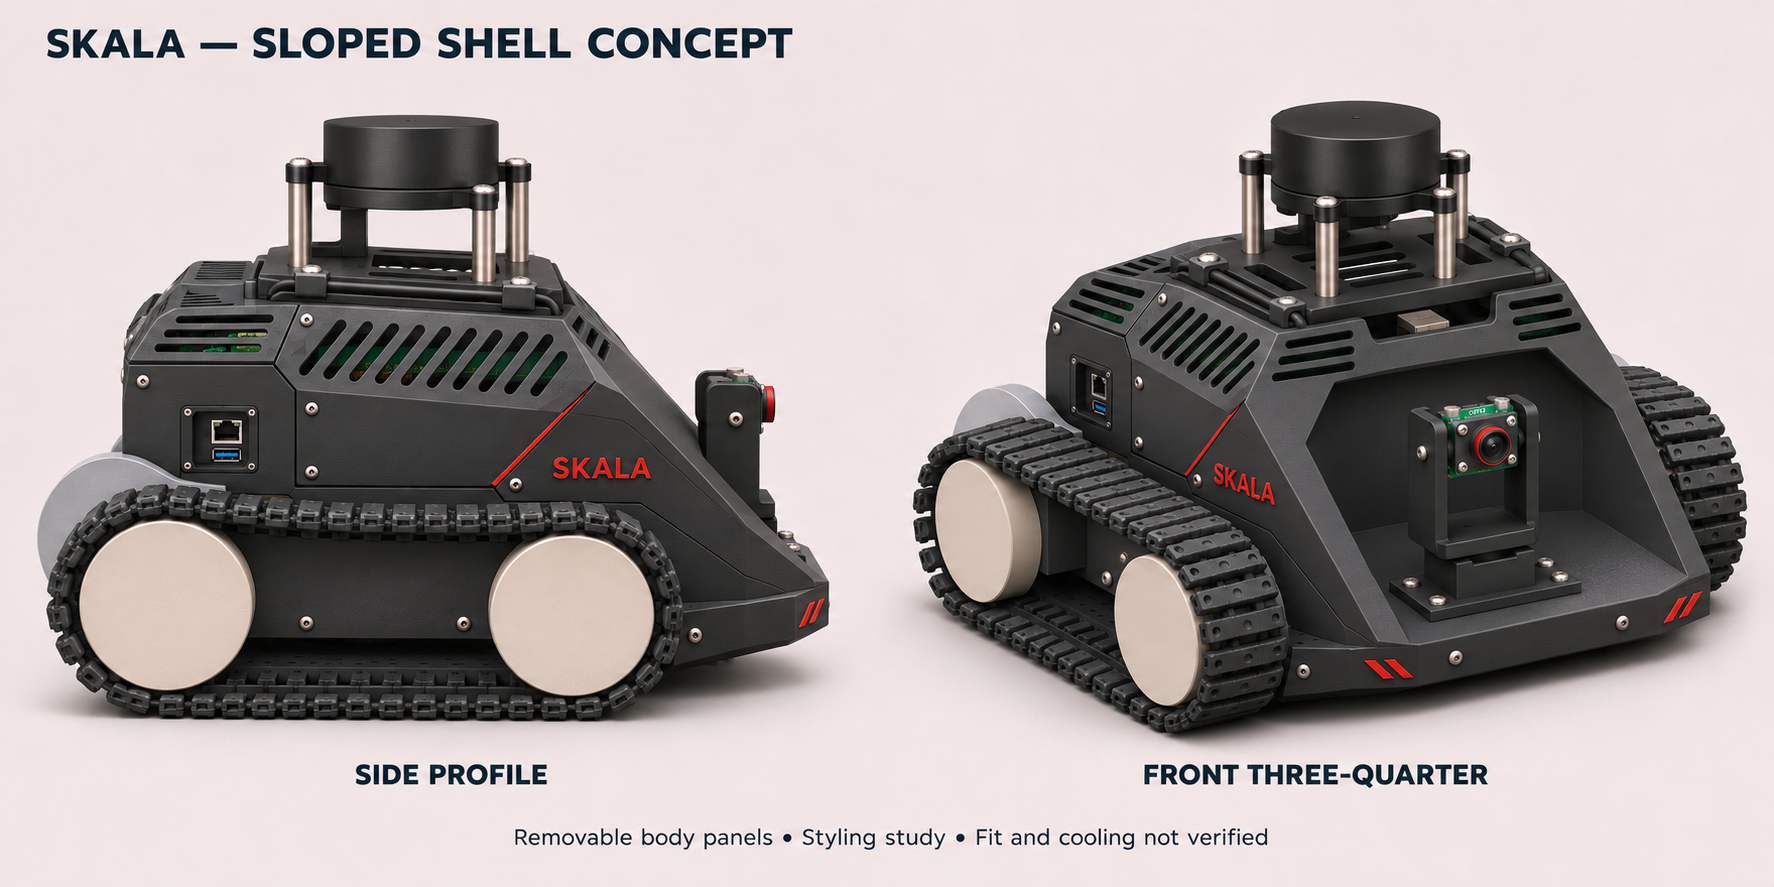 SKALA — SLOPED SHELL CONCEPT
SKALA
SKALA
SIDE PROFILE
FRONT THREE-QUARTER
Removable body panels • Styling study • Fit and cooling not verified